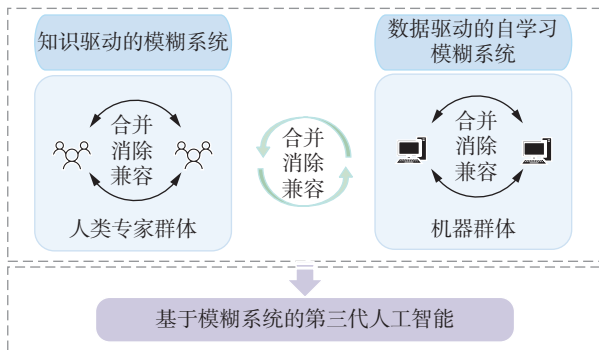 知识驱动的模糊系统
合并
消除
兼容
人类专家群体
合并
消除
兼容
数据驱动的自学习
模糊系统
合并
消除
兼容
机器群体
基于模糊系统的第三代人工智能